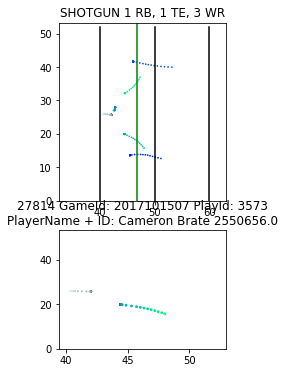 SHOTGUN 1 RB, 1 TE, 3 WR
50
40
30
20
10
0
40 50 60
27814 GameId: 2017101507 PlayId: 3573
PlayerName + ID: Cameron Brate 2550656.0
40
20
0
40 45 50